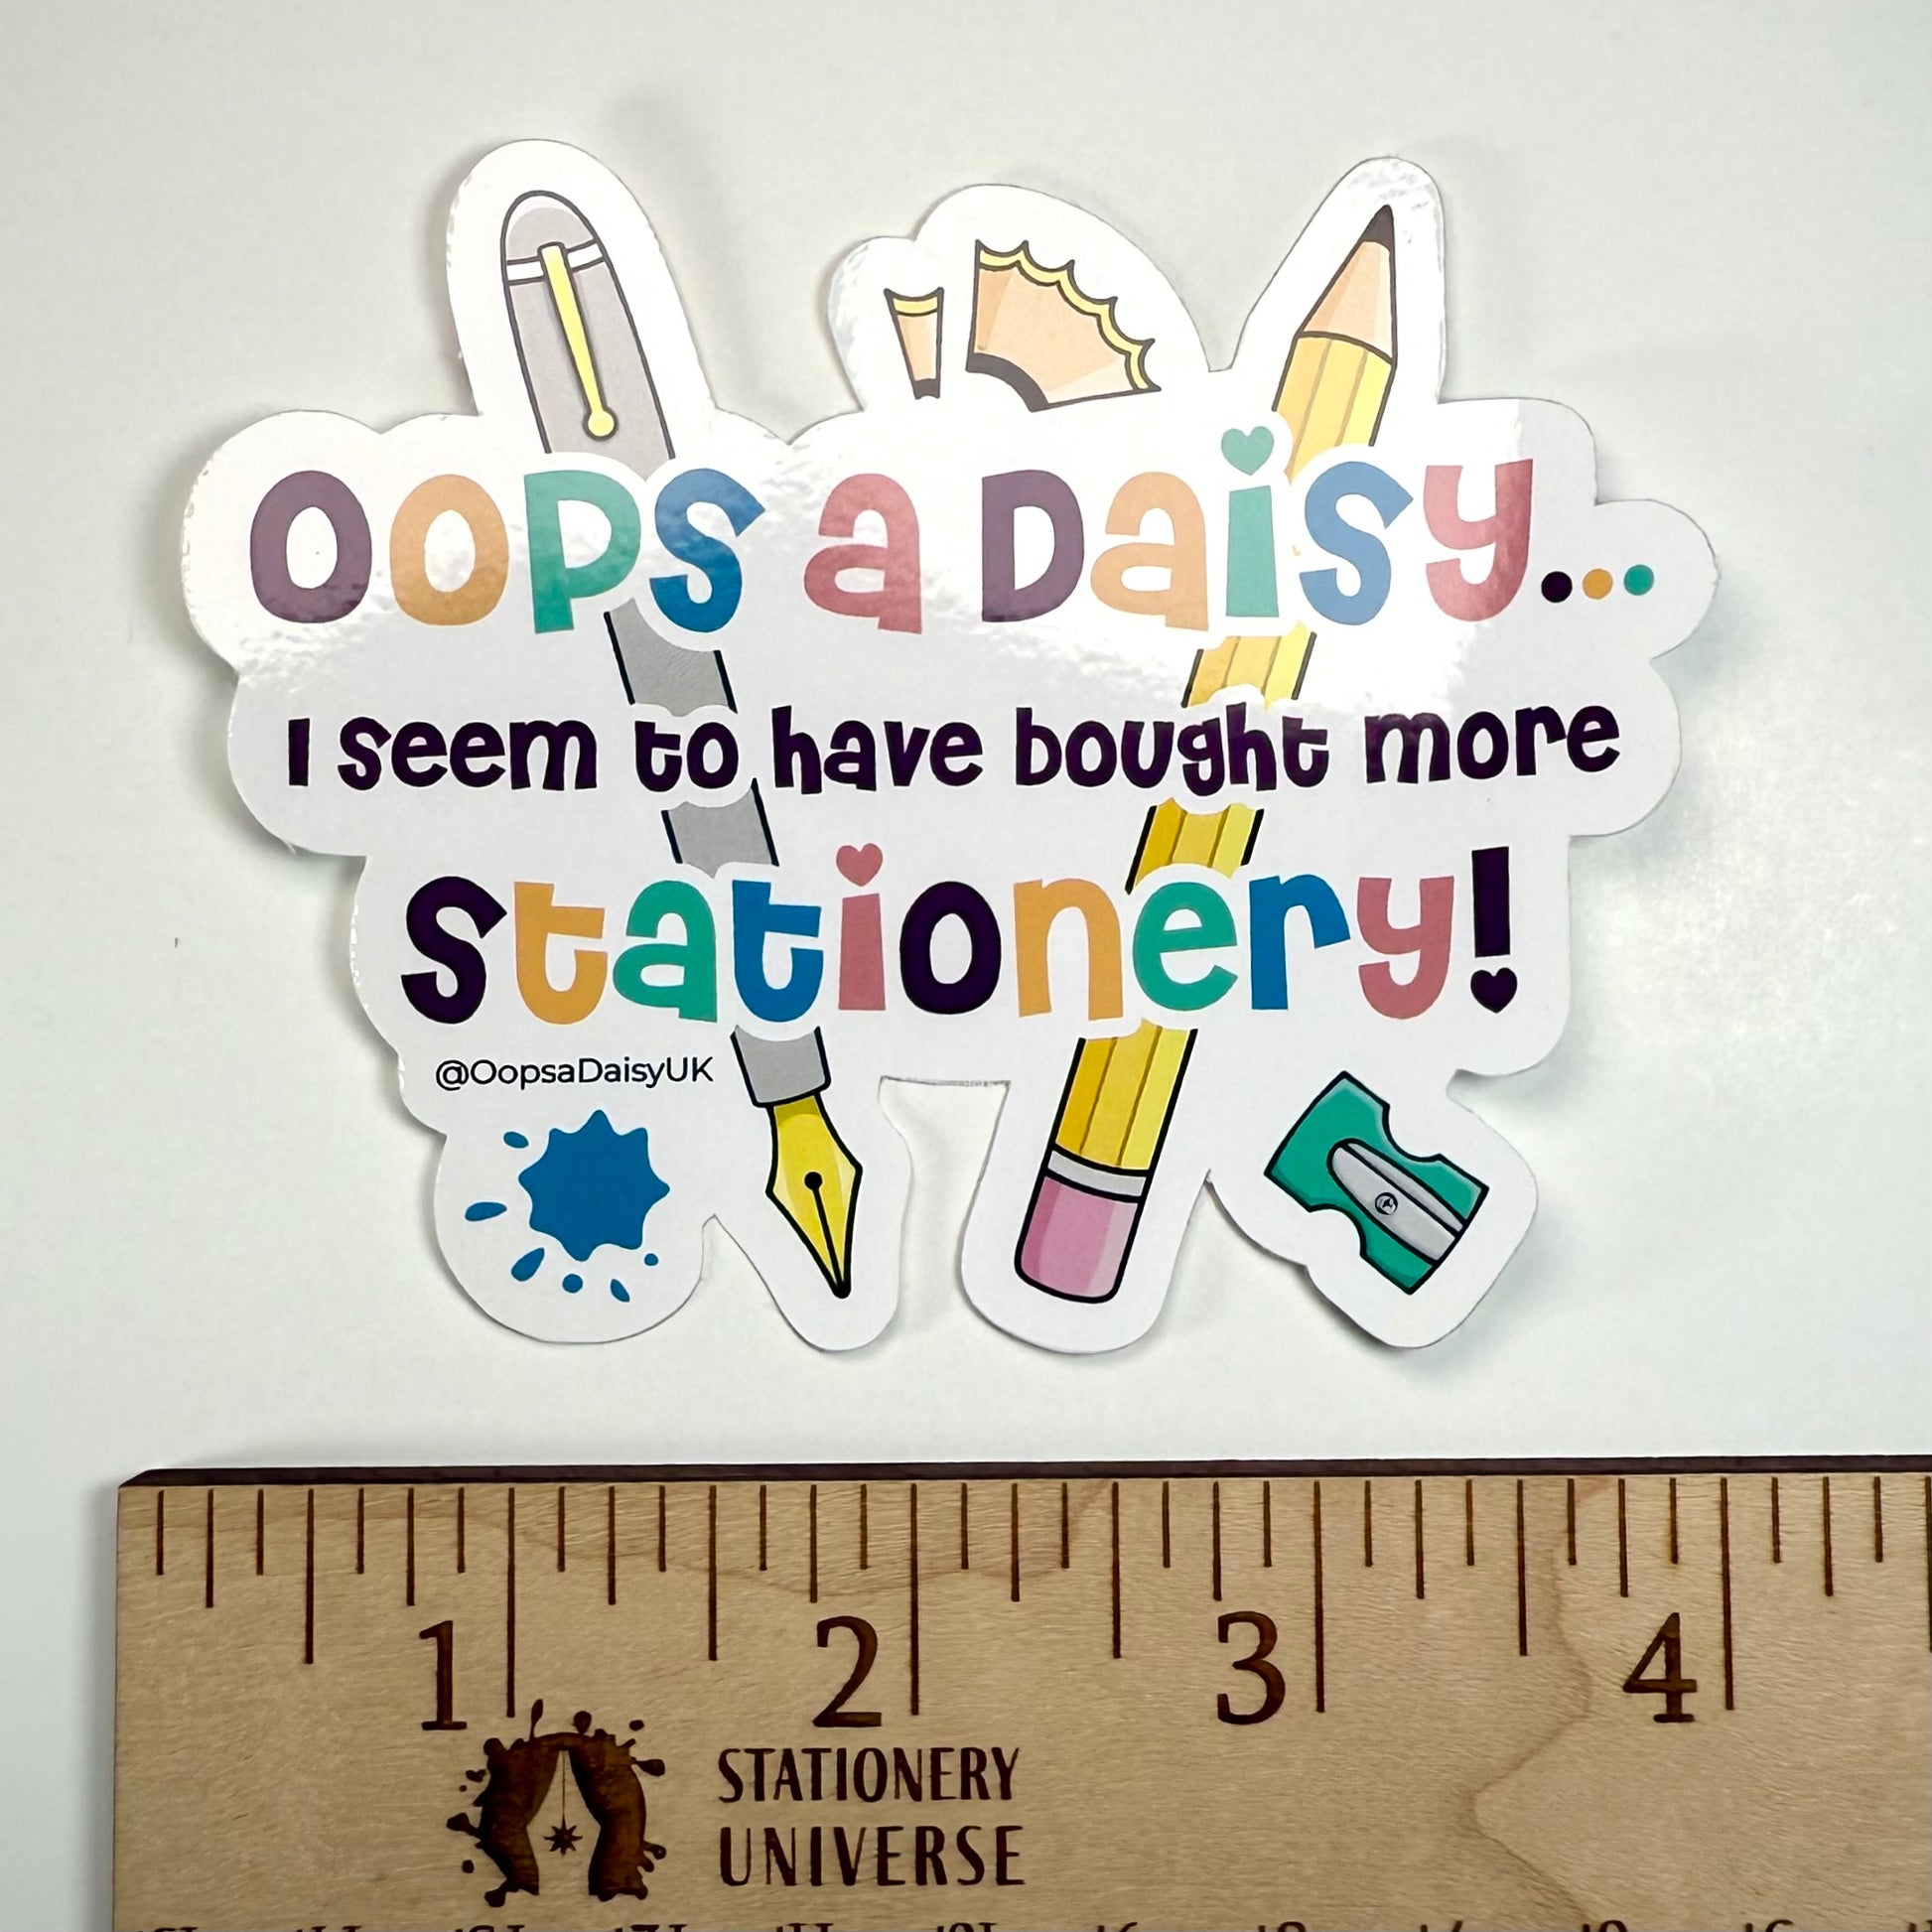 Oops a Daisy...
I seem to have bought more
Stationery!
@OopsaDaisyUK
1 2 3 4
STATIONERY
UNIVERSE